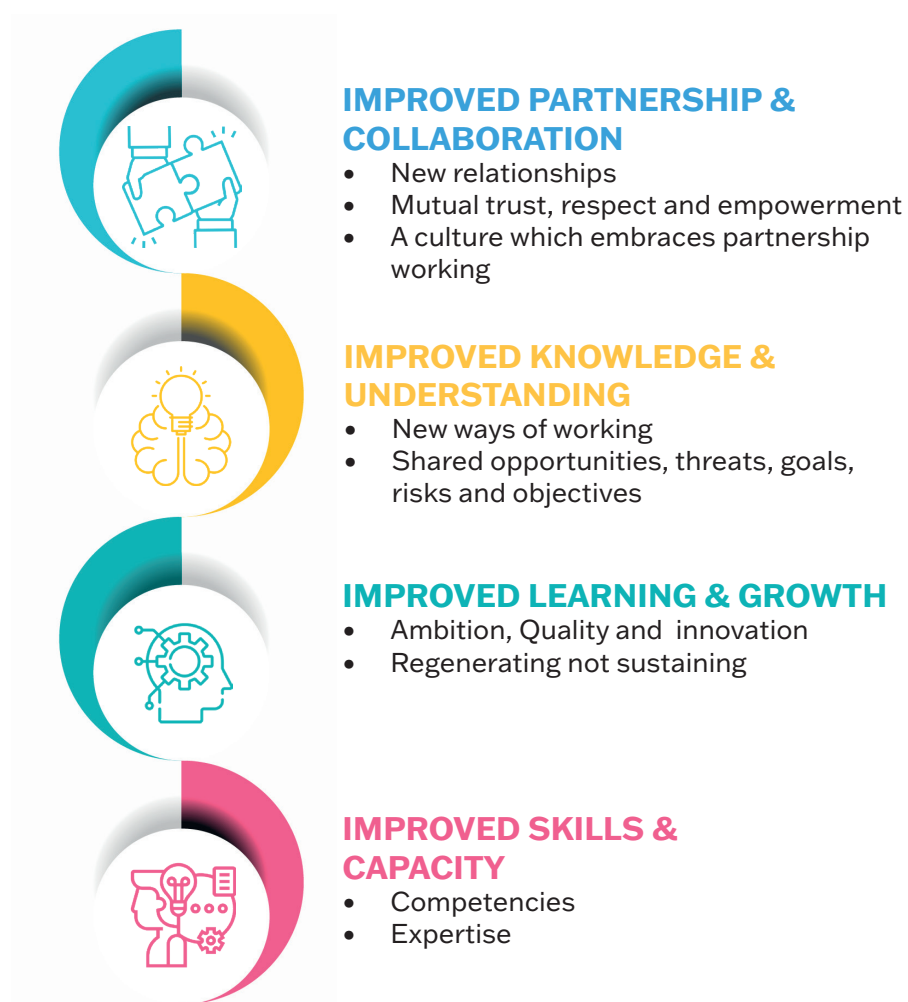 IMPROVED PARTNERSHIP &
COLLABORATION
• New relationships
• Mutual trust, respect and empowerment
• A culture which embraces partnership
working
IMPROVED KNOWLEDGE &
UNDERSTANDING
• New ways of working
• Shared opportunities, threats, goals,
risks and objectives
IMPROVED LEARNING & GROWTH
• Ambition, Quality and  innovation
• Regenerating not sustaining
IMPROVED SKILLS &
CAPACITY
• Competencies
• Expertise